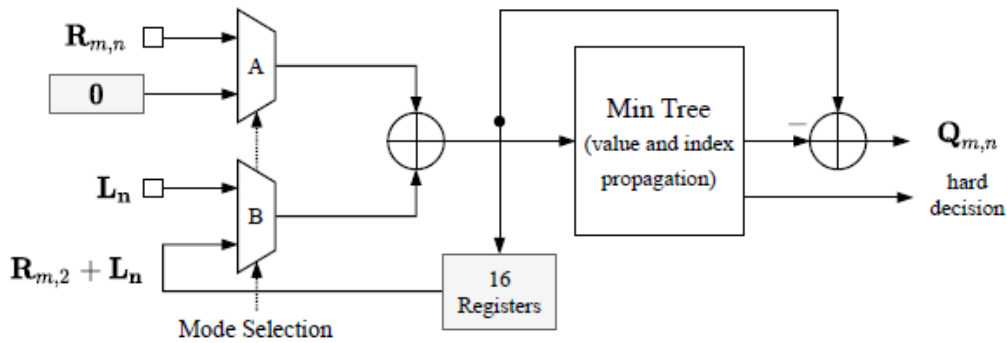 R_{m,n}
0
A
L_n
B
R_{m,2} + L_n
Mode Selection
16
Registers
Min Tree
(value and index
propagation)
−
Q_{m,n}
hard
decision